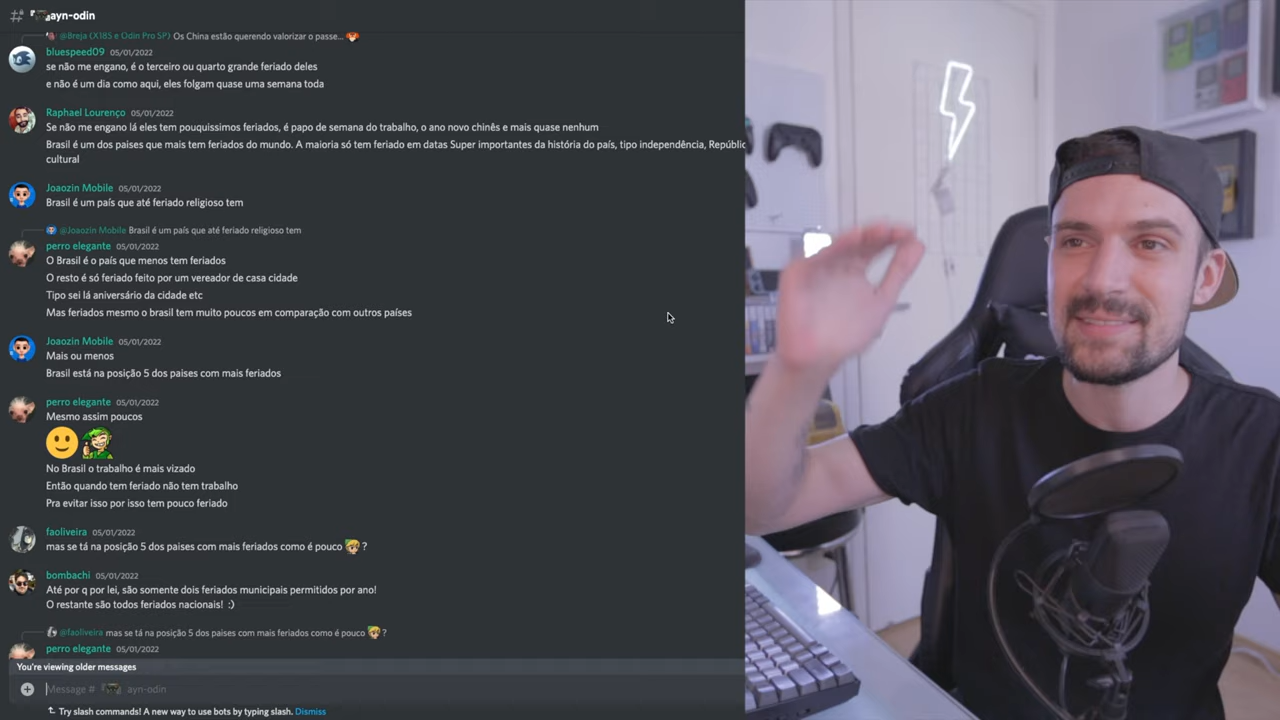 ayn-odin
@Breja (X18S e Odin Pro SP) Os China estão querendo valorizar o passe...
bluespeed09 05/01/2022
se não me engano, é o terceiro ou quarto grande feriado deles
e não é um dia como aqui, eles folgam quase uma semana toda
Raphael Lourenço 05/01/2022
Se não me engano lá eles tem pouquissimos feriados, é papo de semana do trabalho, o ano novo chinês e mais quase nenhum
Brasil é um dos paises que mais tem feriados do mundo. A maioria só tem feriado em datas Super importantes da história do país, tipo independência, Repúblic
cultural
Joaozin Mobile 05/01/2022
Brasil é um país que até feriado religioso tem
@Joaozin Mobile Brasil é um país que até feriado religioso tem
perro elegante 05/01/2022
O Brasil é o país que menos tem feriados
O resto é só feriado feito por um vereador de casa cidade
Tipo sei lá aniversário da cidade etc
Mas feriados mesmo o brasil tem muito poucos em comparação com outros países
Joaozin Mobile 05/01/2022
Mais ou menos
Brasil está na posição 5 dos paises com mais feriados
perro elegante 05/01/2022
Mesmo assim poucos
No Brasil o trabalho é mais vizado
Então quando tem feriado não tem trabalho
Pra evitar isso por isso tem pouco feriado
faoliveira 05/01/2022
mas se tá na posição 5 dos paises com mais feriados como é pouco ?
bombachi 05/01/2022
Até por q por lei, são somente dois feriados municipais permitidos por ano!
O restante são todos feriados nacionais! :)
@faoliveira mas se tá na posição 5 dos paises com mais feriados como é pouco ?
perro elegante 05/01/2022
You're viewing older messages
Message # ayn-odin
Try slash commands! A new way to use bots by typing slash. Dismiss